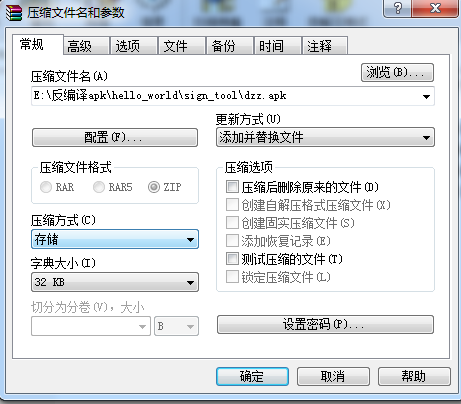 压缩文件名和参数
常规 高级 选项 文件 备份 时间 注释
压缩文件名(A)
浏览(B)...
E:\反编译apk\hello_world\sign_tool\dzz.apk
更新方式(U)
配置(F)...
添加并替换文件
压缩文件格式
RAR RAR5 ZIP
压缩选项
压缩后删除原来的文件(D)
创建自解压格式压缩文件(X)
创建固实压缩文件(S)
添加恢复记录(E)
测试压缩的文件(T)
锁定压缩文件(L)
压缩方式(C)
存储
字典大小(I)
32 KB
切分为分卷(V)，大小
B
设置密码(P)...
确定 取消 帮助